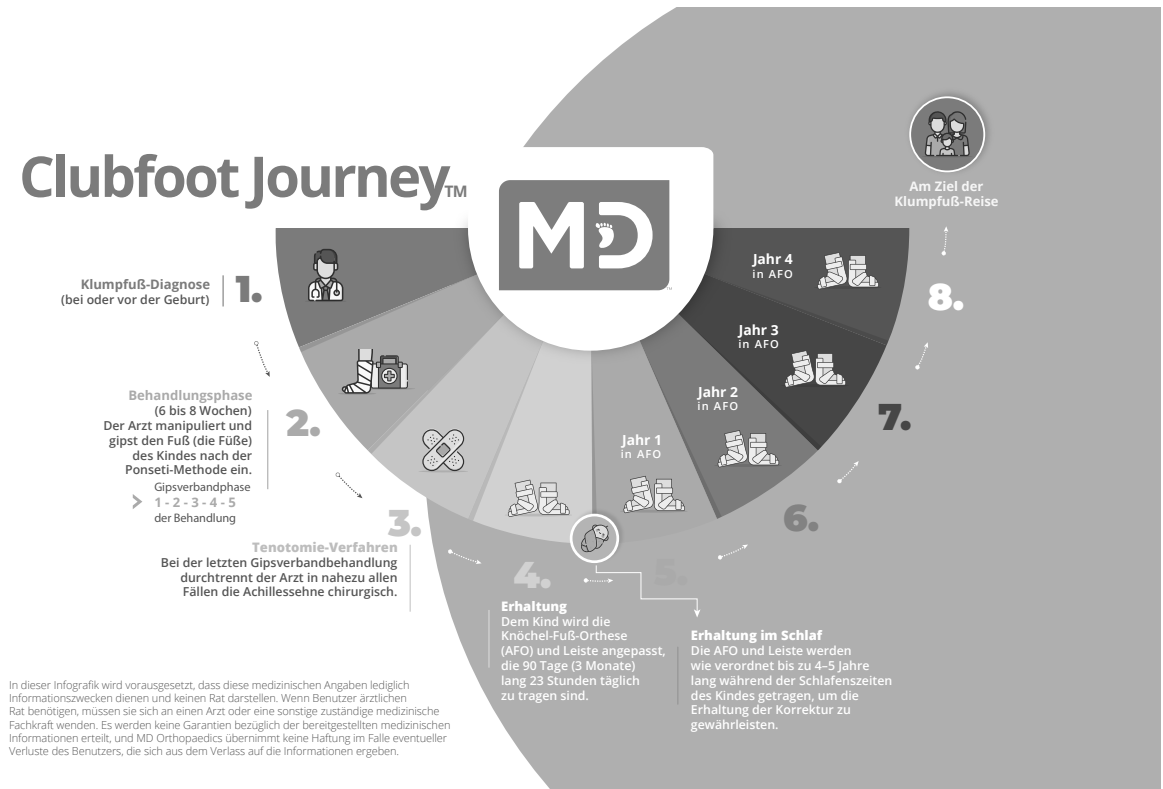 Clubfoot Journey™
MD
™
1.
Klumpfuß-Diagnose
(bei oder vor der Geburt)
2.
Behandlungsphase
(6 bis 8 Wochen)
Der Arzt manipuliert und
gipst den Fuß (die Füße)
des Kindes nach der
Ponseti-Methode ein.
Gipsverbandphase
> 1 - 2 - 3 - 4 - 5
der Behandlung
3.
Tenotomie-Verfahren
Bei der letzten Gipsverbandbehandlung
durchtrennt der Arzt in nahezu allen
Fällen die Achillessehne chirurgisch.
4.
Erhaltung
Dem Kind wird die
Knöchel-Fuß-Orthese
(AFO) und Leiste angepasst,
die 90 Tage (3 Monate)
lang 23 Stunden täglich
zu tragen sind.
5.
Erhaltung im Schlaf
Die AFO und Leiste werden
wie verordnet bis zu 4–5 Jahre
lang während der Schlafenszeiten
des Kindes getragen, um die
Erhaltung der Korrektur zu
gewährleisten.
Jahr 1
in AFO
6.
Jahr 2
in AFO
7.
Jahr 3
in AFO
8.
Jahr 4
in AFO
Am Ziel der
Klumpfuß-Reise
In dieser Infografik wird vorausgesetzt, dass diese medizinischen Angaben lediglich
Informationszwecken dienen und keinen Rat darstellen. Wenn Benutzer ärztlichen
Rat benötigen, müssen sie sich an einen Arzt oder eine sonstige zuständige medizinische
Fachkraft wenden. Es werden keine Garantien bezüglich der bereitgestellten medizinischen
Informationen erteilt, und MD Orthopaedics übernimmt keine Haftung im Falle eventueller
Verluste des Benutzers, die sich aus dem Verlass auf die Informationen ergeben.